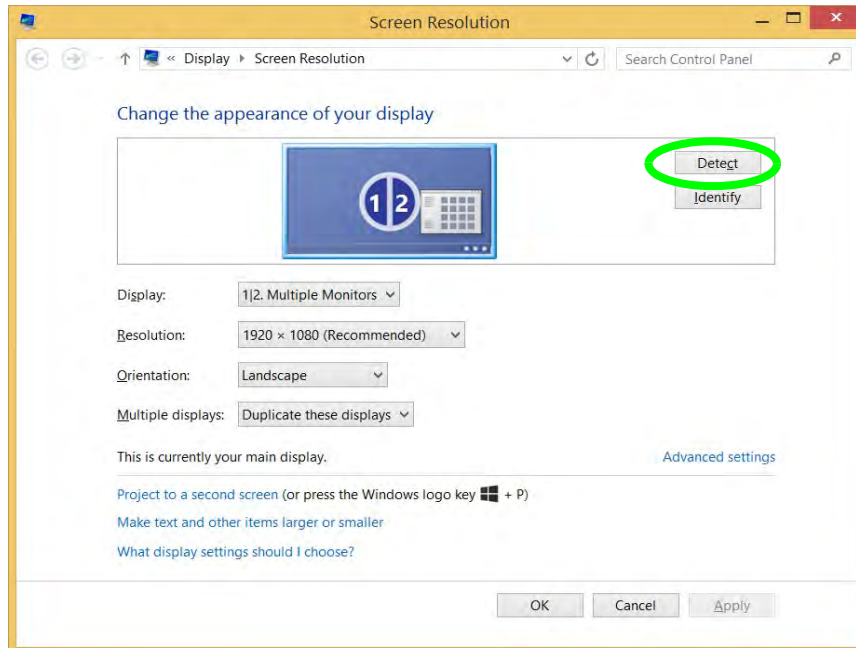 Screen Resolution
« Display Screen Resolution
Search Control Panel
Change the appearance of your display
1 2
Detect
Identify
Display: 1|2. Multiple Monitors
Resolution: 1920 × 1080 (Recommended)
Orientation: Landscape
Multiple displays: Duplicate these displays
This is currently your main display. Advanced settings
Project to a second screen (or press the Windows logo key + P)
Make text and other items larger or smaller
What display settings should I choose?
OK Cancel Apply